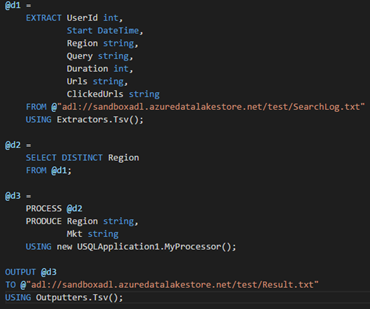 @d1 =
EXTRACT UserId int,
Start DateTime,
Region string,
Query string,
Duration int,
Urls string,
ClickedUrls string
FROM @"adl://sandboxadl.azuredatalakestore.net/test/SearchLog.txt"
USING Extractors.Tsv();
@d2 =
SELECT DISTINCT Region
FROM @d1;
@d3 =
PROCESS @d2
PRODUCE Region string,
Mkt string
USING new USQLApplication1.MyProcessor();
OUTPUT @d3
TO @"adl://sandboxadl.azuredatalakestore.net/test/Result.txt"
USING Outputters.Tsv();